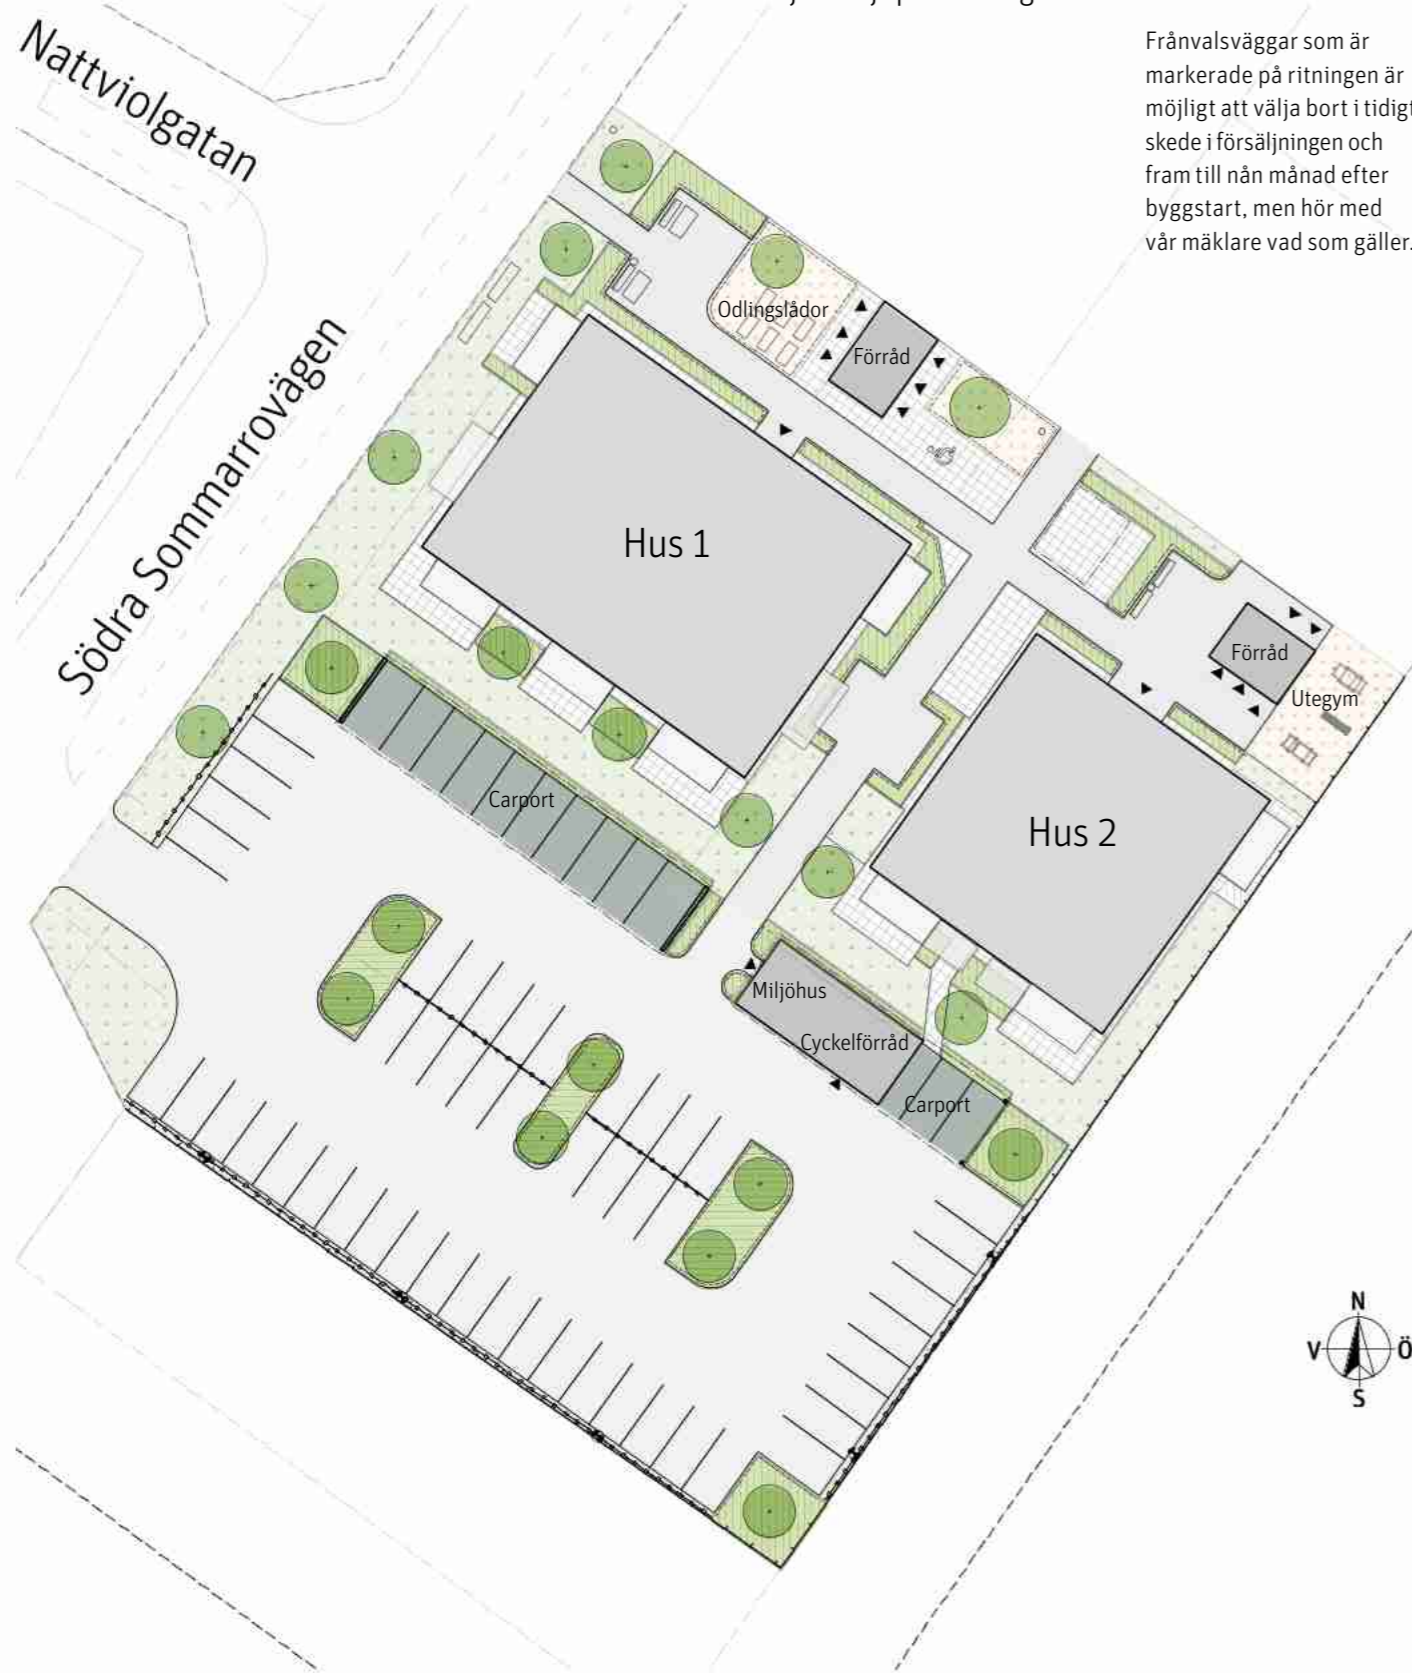 Frånvalsväggar som är
markerade på ritningen är
möjligt att välja bort i tidigt
skede i försäljningen och
fram till nån månad efter
byggstart, men hör med
vår mäklare vad som gäller.
Nattviolgatan
Södra Sommarrovägen
Odlingslådor
Förråd
Hus 1
Förråd
Utegym
Carport
Hus 2
Miljöhus
Cyckelförråd
Carport
N
V Ö
S